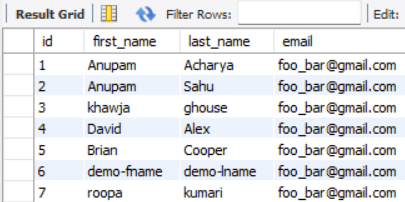 Result Grid Filter Rows: Edit:
id first_name last_name email
1 Anupam Acharya foo_bar@gmail.com
2 Anupam Sahu foo_bar@gmail.com
3 khawja ghouse foo_bar@gmail.com
4 David Alex foo_bar@gmail.com
5 Brian Cooper foo_bar@gmail.com
6 demo-fname demo-lname foo_bar@gmail.com
7 roopa kumari foo_bar@gmail.com